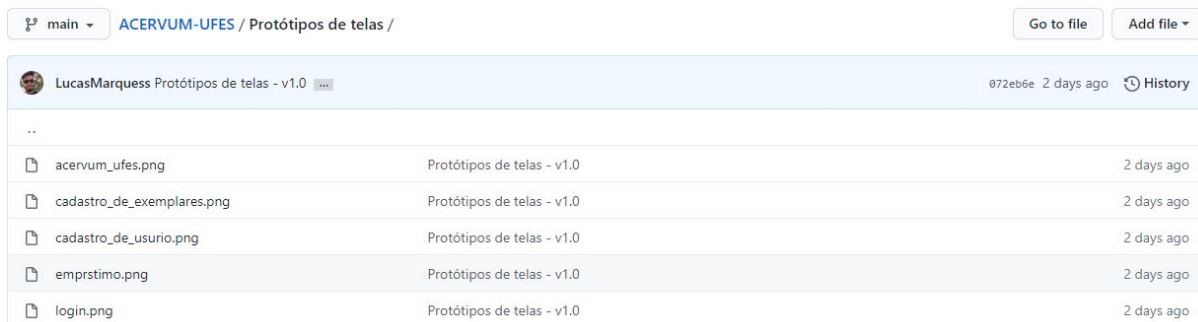 main ACERVUM-UFES / Protótipos de telas / Go to file Add file
LucasMarquess Protótipos de telas - v1.0 ... 072eb6e 2 days ago History
..
acervum_ufes.png Protótipos de telas - v1.0 2 days ago
cadastro_de_exemplares.png Protótipos de telas - v1.0 2 days ago
cadastro_de_usurio.png Protótipos de telas - v1.0 2 days ago
emprstimo.png Protótipos de telas - v1.0 2 days ago
login.png Protótipos de telas - v1.0 2 days ago